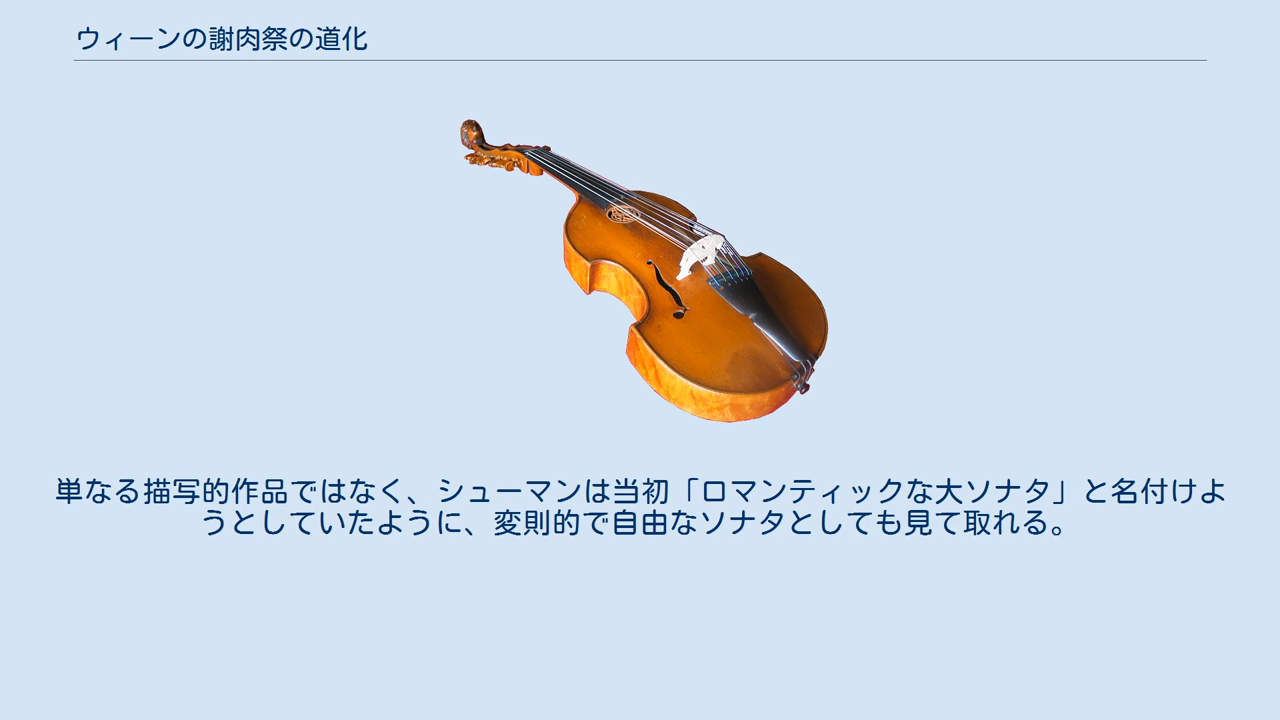 ウィーンの謝肉祭の道化
単なる描写的作品ではなく、シューマンは当初「ロマンティックな大ソナタ」と名付けよ
うとしていたように、変則的で自由なソナタとしても見て取れる。